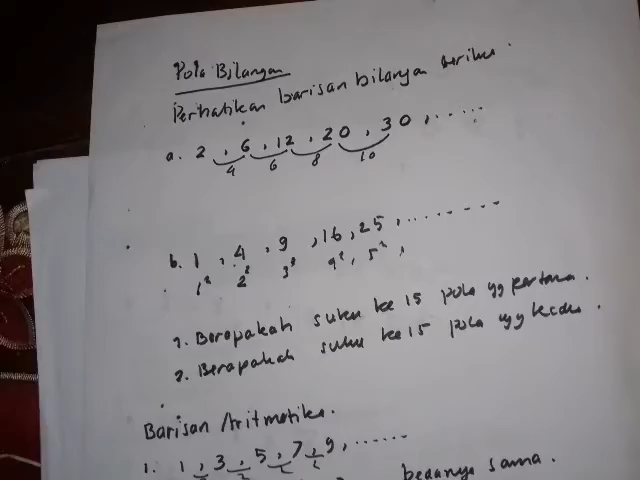 Pola Bilangan
Perhatikan barisan bilangan berikut.
a. 2 , 6 , 12 , 20 , 30 , ......
4 6 8 10
b. 1 , 4 , 9 , 16 , 25 , ........
1² 2² 3² 4² , 5² ,
1. Berapakah suku ke 15 pola yg pertama.
2. Berapakah suku ke 15 pola yg kedua.
Barisan Aritmetika.
1. 1 , 3 , 5 , 7 , 9 , ......
2 2 2 2
bedanya sama.